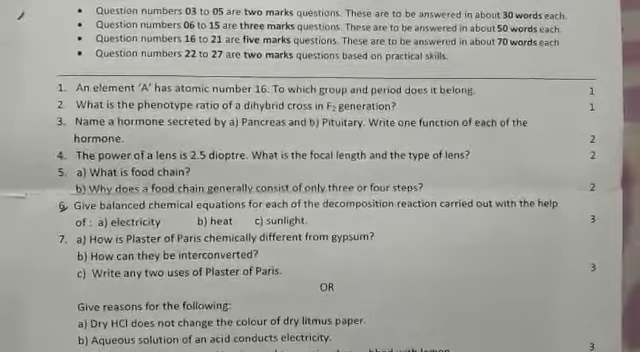 • Question numbers 03 to 05 are two marks questions. These are to be answered in about 30 words each.
• Question numbers 06 to 15 are three marks questions. These are to be answered in about 50 words each.
• Question numbers 16 to 21 are five marks questions. These are to be answered in about 70 words each
• Question numbers 22 to 27 are two marks questions based on practical skills.
1. An element 'A' has atomic number 16. To which group and period does it belong. 1
2. What is the phenotype ratio of a dihybrid cross in F₂ generation? 1
3. Name a hormone secreted by a) Pancreas and b) Pituitary. Write one function of each of the
hormone. 2
4. The power of a lens is 2.5 dioptre. What is the focal length and the type of lens? 2
5. a) What is food chain?
b) Why does a food chain generally consist of only three or four steps? 2
6. Give balanced chemical equations for each of the decomposition reaction carried out with the help
of : a) electricity b) heat c) sunlight. 3
7. a) How is Plaster of Paris chemically different from gypsum?
b) How can they be interconverted?
c) Write any two uses of Plaster of Paris. 3
OR
Give reasons for the following:
a) Dry HCl does not change the colour of dry litmus paper.
b) Aqueous solution of an acid conducts electricity. 3